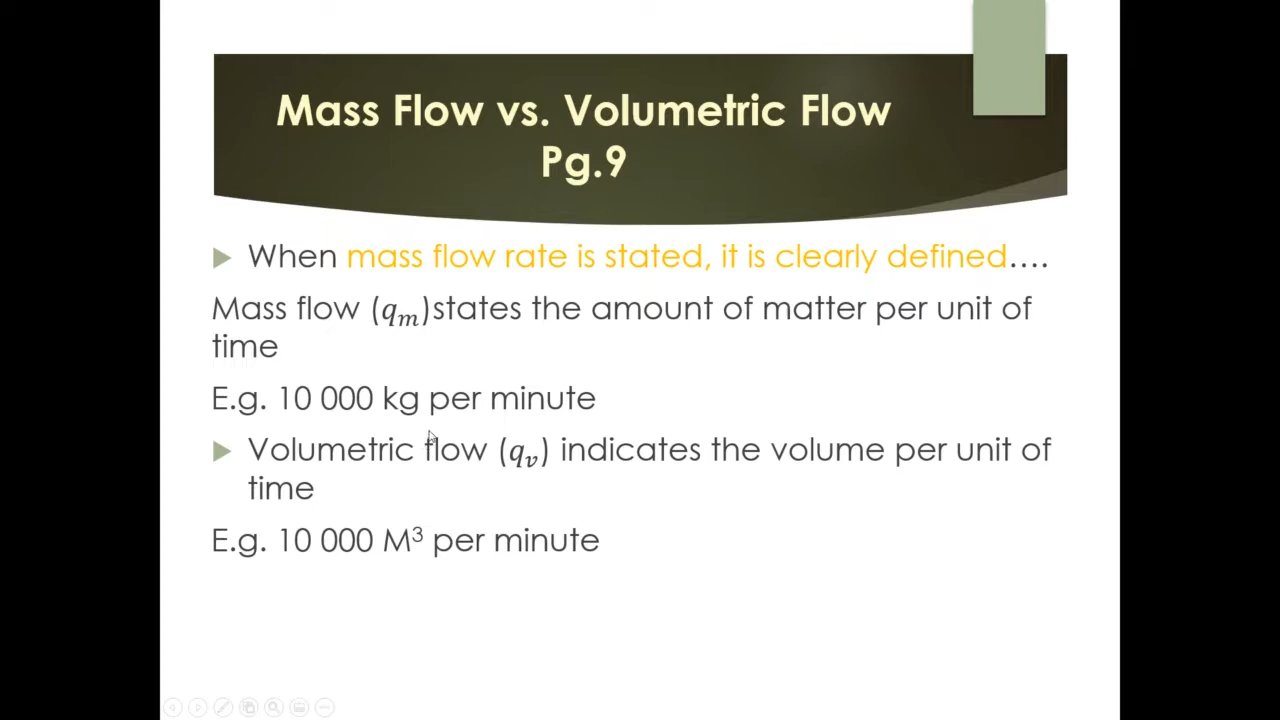 Mass Flow vs. Volumetric Flow
Pg.9
When mass flow rate is stated, it is clearly defined....
Mass flow (qₘ)states the amount of matter per unit of
time
E.g. 10 000 kg per minute
Volumetric flow (qᵥ) indicates the volume per unit of
time
E.g. 10 000 M³ per minute